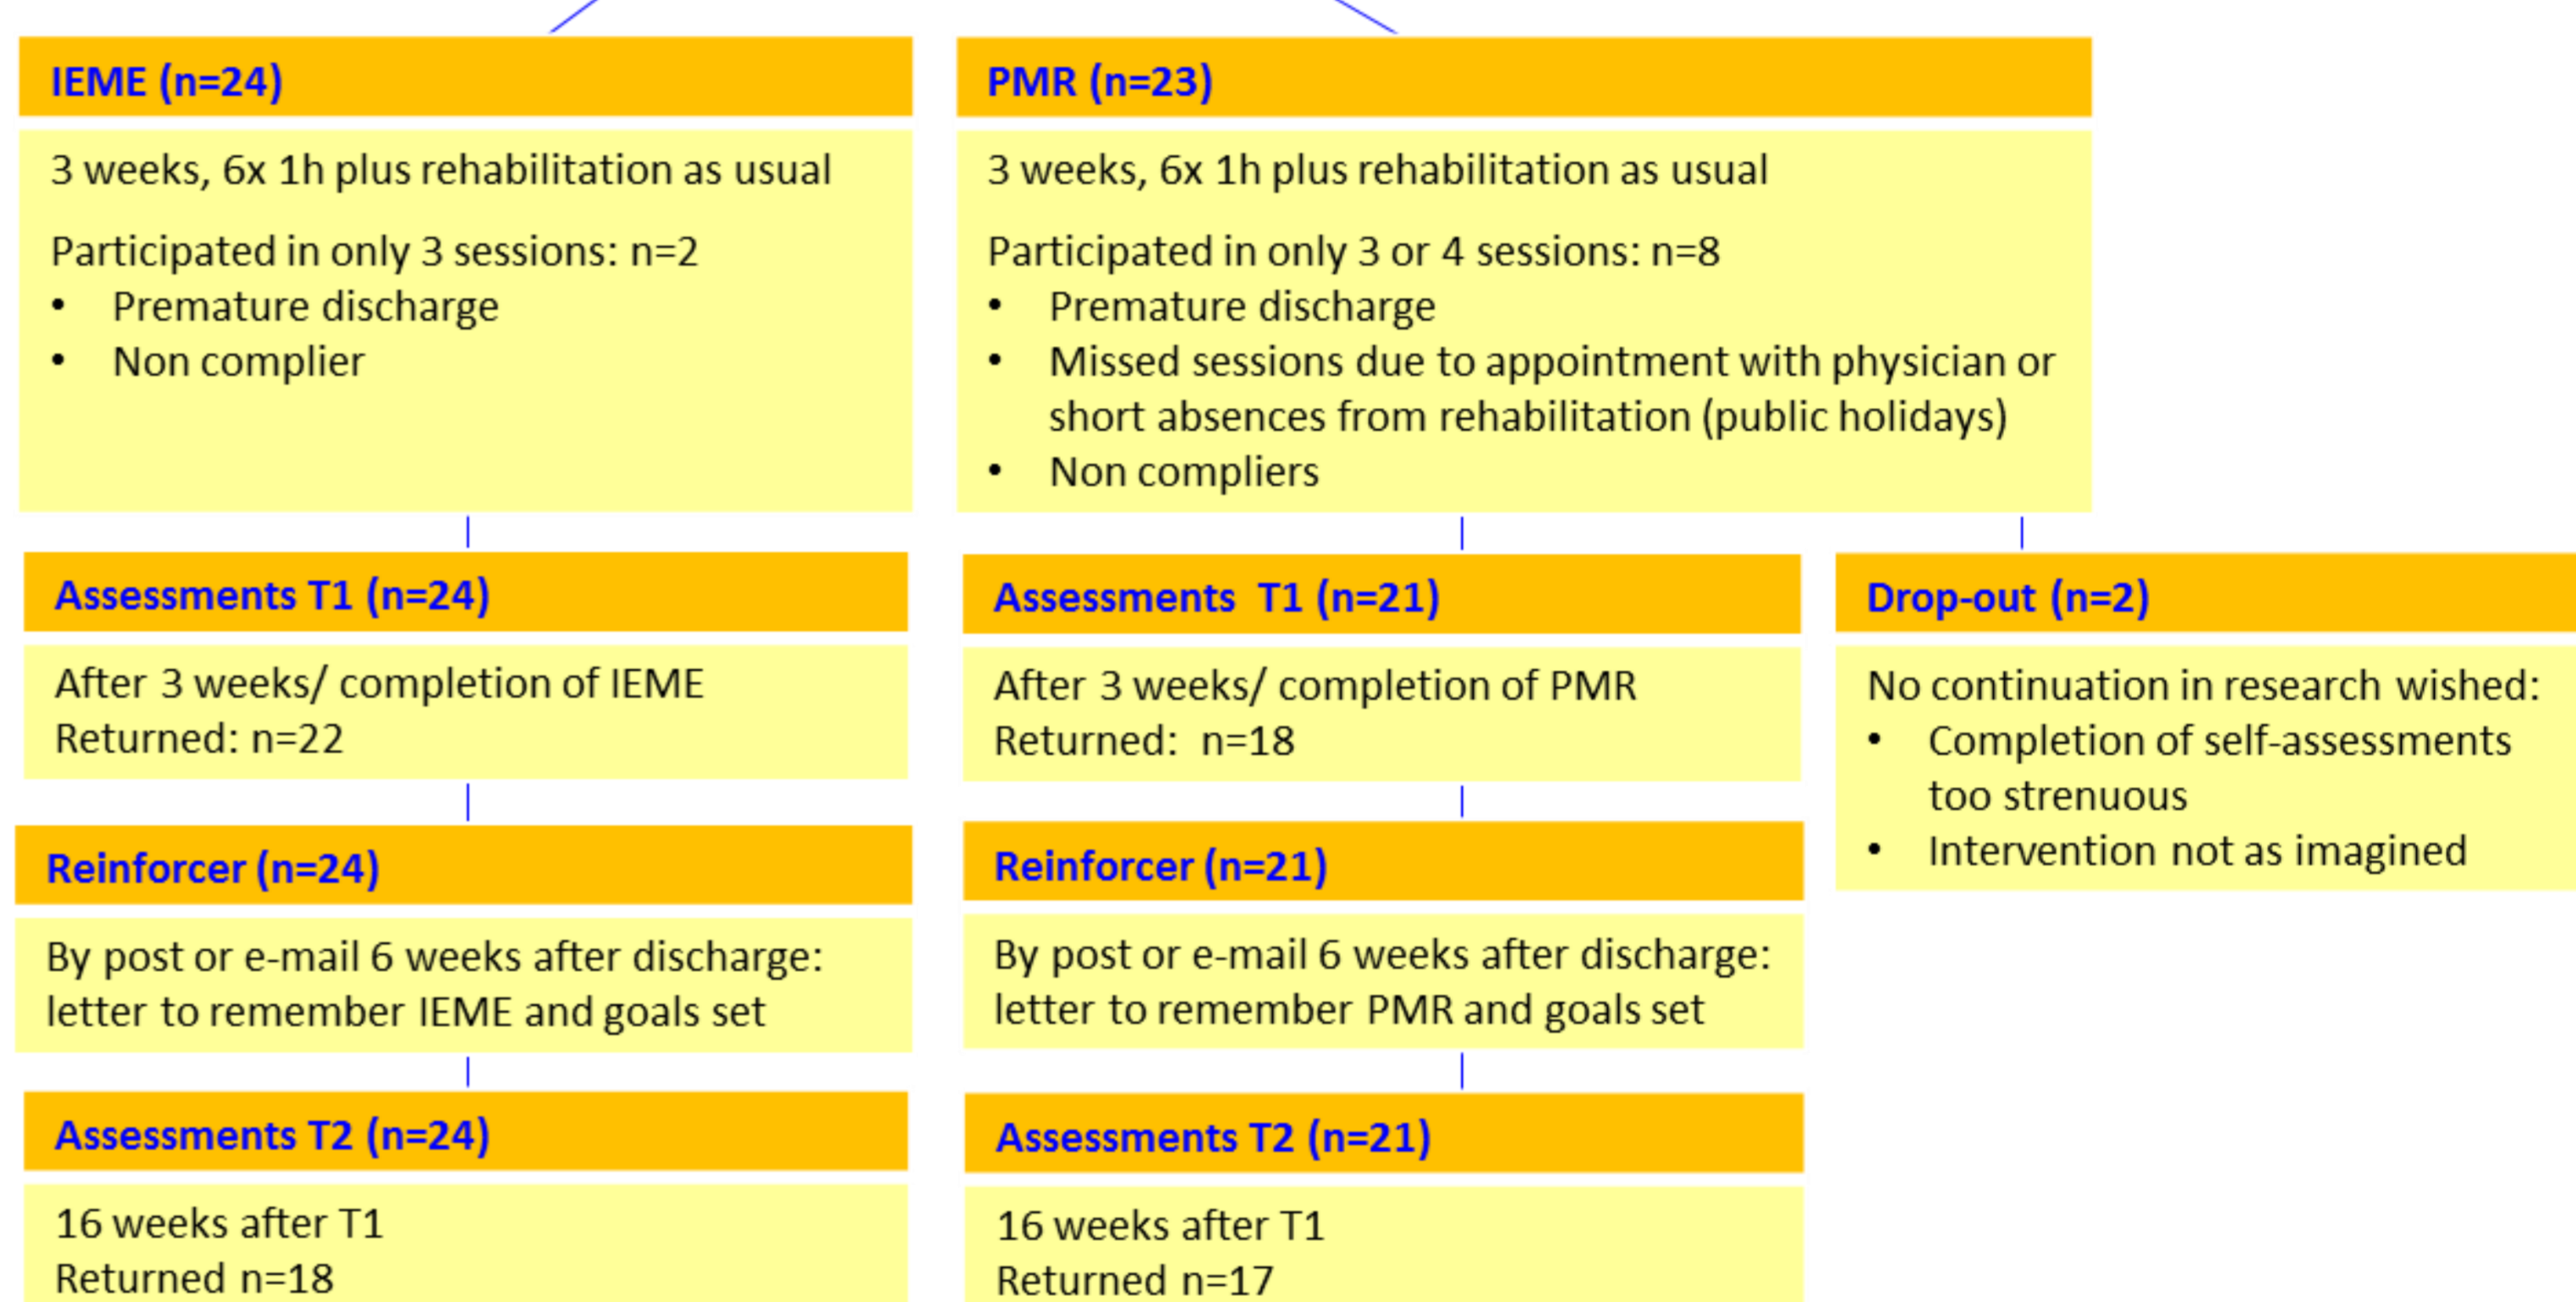 IEME (n=24)
3 weeks, 6x 1h plus rehabilitation as usual
Participated in only 3 sessions: n=2
• Premature discharge
• Non complier
PMR (n=23)
3 weeks, 6x 1h plus rehabilitation as usual
Participated in only 3 or 4 sessions: n=8
• Premature discharge
• Missed sessions due to appointment with physician or
short absences from rehabilitation (public holidays)
• Non compliers
Assessments T1 (n=24)
After 3 weeks/ completion of IEME
Returned: n=22
Assessments T1 (n=21)
After 3 weeks/ completion of PMR
Returned: n=18
Drop-out (n=2)
No continuation in research wished:
• Completion of self-assessments
too strenuous
• Intervention not as imagined
Reinforcer (n=24)
By post or e-mail 6 weeks after discharge:
letter to remember IEME and goals set
Reinforcer (n=21)
By post or e-mail 6 weeks after discharge:
letter to remember PMR and goals set
Assessments T2 (n=24)
16 weeks after T1
Returned n=18
Assessments T2 (n=21)
16 weeks after T1
Returned n=17